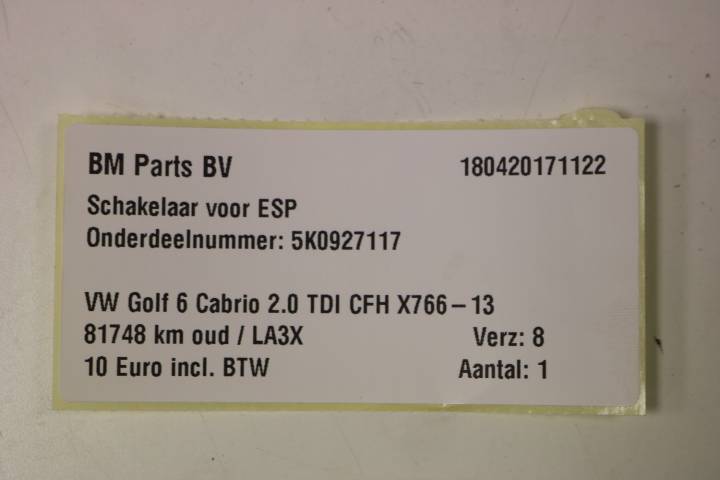 BM Parts BV 180420171122
Schakelaar voor ESP
Onderdeelnummer: 5K0927117
VW Golf 6 Cabrio 2.0 TDI CFH X766–13
81748 km oud / LA3X Verz: 8
10 Euro incl. BTW Aantal: 1